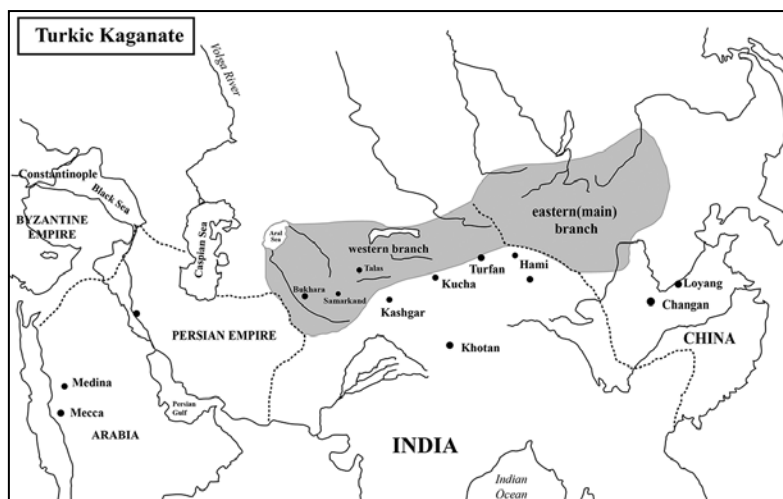 Turkic Kaganate
Volga River
Constantinople
Black Sea
BYZANTINE
EMPIRE
Caspian Sea
Aral
Sea
western branch
eastern(main)
branch
Talas
Bukhara
Samarkand
Turfan
Hami
Kucha
Kashgar
Loyang
Changan
PERSIAN EMPIRE
CHINA
Khotan
Medina
Mecca
Persian
Gulf
ARABIA
INDIA
Indian
Ocean